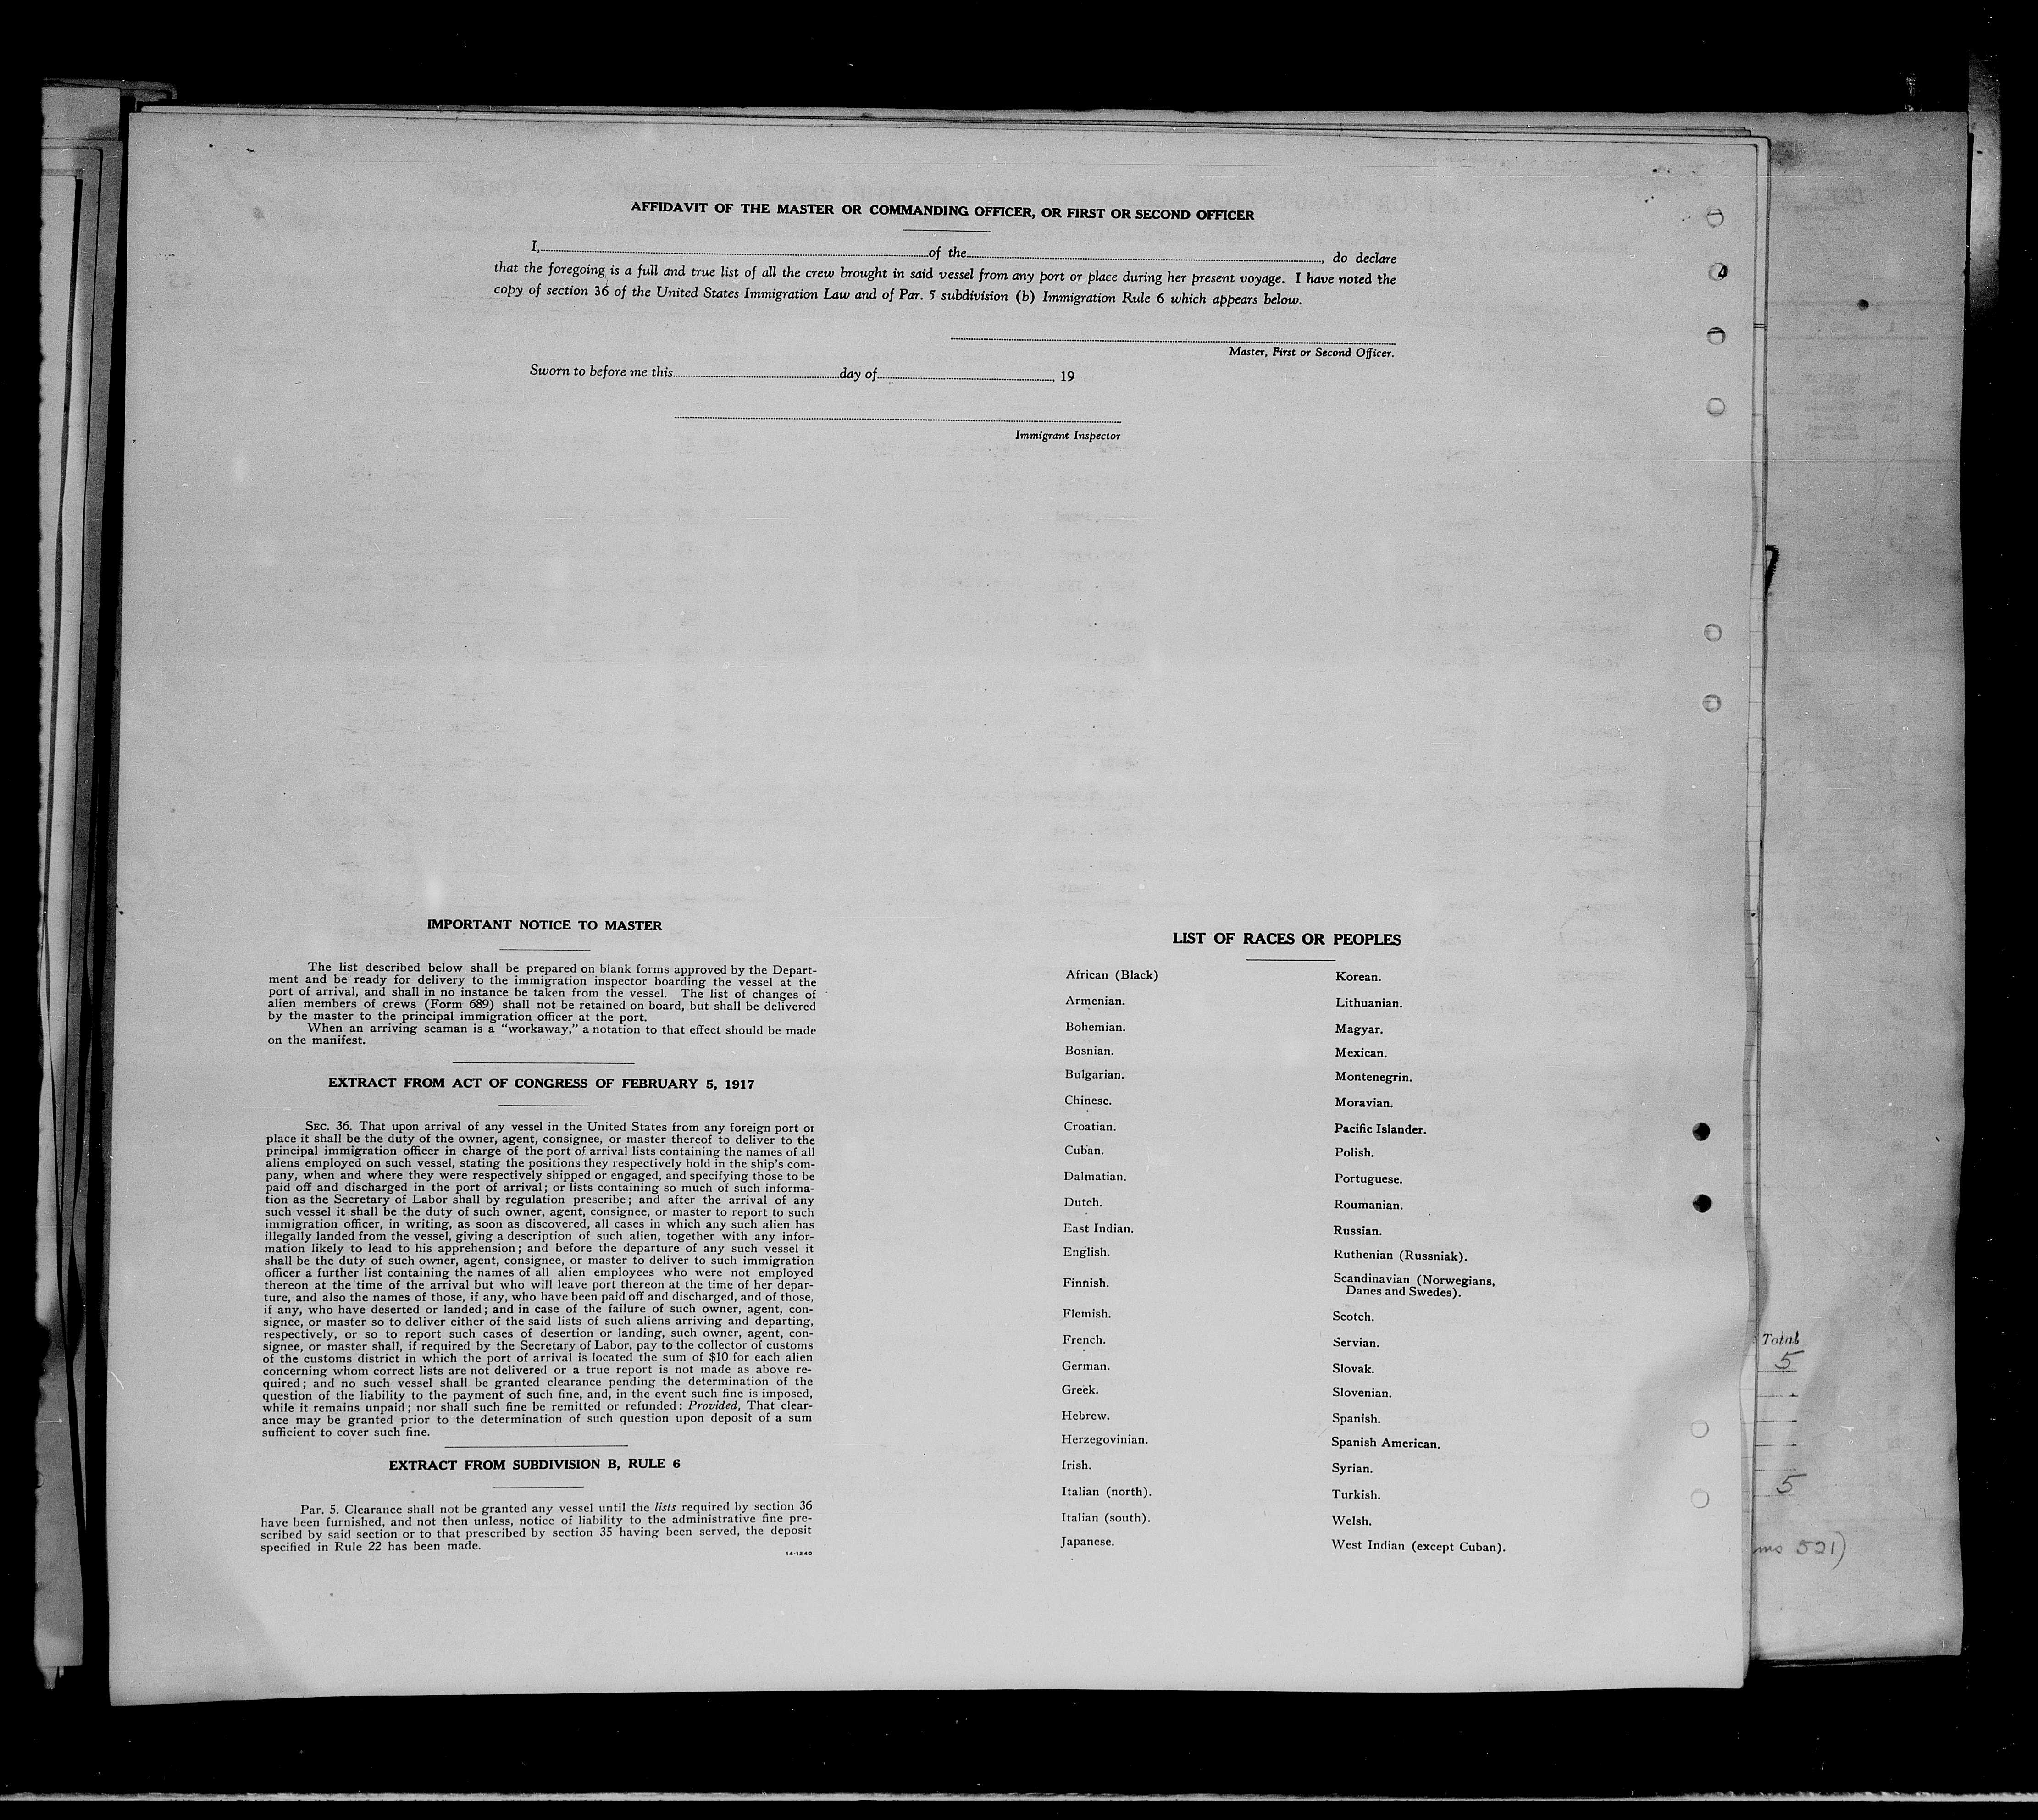 AFFIDAVIT OF THE MASTER OR COMMANDING OFFICER, OR FIRST OR SECOND OFFICER
I, of the , do declare
that the foregoing is a full and true list of all the crew brought in said vessel from any port or place during her present voyage. I have noted the
copy of section 36 of the United States Immigration Law and of Par. 5 subdivision (b) Immigration Rule 6 which appears below.
Master, First or Second Officer.
Sworn to before me this day of , 19
Immigrant Inspector
IMPORTANT NOTICE TO MASTER
The list described below shall be prepared on blank forms approved by the Depart-
ment and be ready for delivery to the immigration inspector boarding the vessel at the
port of arrival, and shall in no instance be taken from the vessel. The list of changes of
alien members of crews (Form 689) shall not be retained on board, but shall be delivered
by the master to the principal immigration officer at the port.
When an arriving seaman is a "workaway," a notation to that effect should be made
on the manifest.
EXTRACT FROM ACT OF CONGRESS OF FEBRUARY 5, 1917
SEC. 36. That upon arrival of any vessel in the United States from any foreign port or
place it shall be the duty of the owner, agent, consignee, or master thereof to deliver to the
principal immigration officer in charge of the port of arrival lists containing the names of all
aliens employed on such vessel, stating the positions they respectively hold in the ship's com-
pany, when and where they were respectively shipped or engaged, and specifying those to be
paid off and discharged in the port of arrival; or lists containing so much of such informa-
tion as the Secretary of Labor shall by regulation prescribe; and after the arrival of any
such vessel it shall be the duty of such owner, agent, consignee, or master to report to such
immigration officer, in writing, as soon as discovered, all cases in which any such alien has
illegally landed from the vessel, giving a description of such alien, together with any infor-
mation likely to lead to his apprehension; and before the departure of any such vessel it
shall be the duty of such owner, agent, consignee, or master to deliver to such immigration
officer a further list containing the names of all alien employees who were not employed
thereon at the time of the arrival but who will leave port thereon at the time of her depar-
ture, and also the names of those, if any, who have been paid off and discharged, and of those,
if any, who have deserted or landed; and in case of the failure of such owner, agent, con-
signee, or master so to deliver either of the said lists of such aliens arriving and departing,
respectively, or so to report such cases of desertion or landing, such owner, agent, con-
signee, or master shall, if required by the Secretary of Labor, pay to the collector of customs
of the customs district in which the port of arrival is located the sum of $10 for each alien
concerning whom correct lists are not delivered or a true report is not made as above re-
quired; and no such vessel shall be granted clearance pending the determination of the
question of the liability to the payment of such fine, and, in the event such fine is imposed,
while it remains unpaid; nor shall such fine be remitted or refunded: Provided, That clear-
ance may be granted prior to the determination of such question upon deposit of a sum
sufficient to cover such fine.
EXTRACT FROM SUBDIVISION B, RULE 6
Par. 5. Clearance shall not be granted any vessel until the lists required by section 36
have been furnished, and not then unless, notice of liability to the administrative fine pre-
scribed by said section or to that prescribed by section 35 having been served, the deposit
specified in Rule 22 has been made.
14-1240
LIST OF RACES OR PEOPLES
African (Black)
Armenian.
Bohemian.
Bosnian.
Bulgarian.
Chinese.
Croatian.
Cuban.
Dalmatian.
Dutch.
East Indian.
English.
Finnish.
Flemish.
French.
German.
Greek.
Hebrew.
Herzegovinian.
Irish.
Italian (north).
Italian (south).
Japanese.
Korean.
Lithuanian.
Magyar.
Mexican.
Montenegrin.
Moravian.
Pacific Islander.
Polish.
Portuguese.
Roumanian.
Russian.
Ruthenian (Russniak).
Scandinavian (Norwegians,
Danes and Swedes).
Scotch.
Servian.
Slovak.
Slovenian.
Spanish.
Spanish American.
Syrian.
Turkish.
Welsh.
West Indian (except Cuban).
Total
5
5
521)